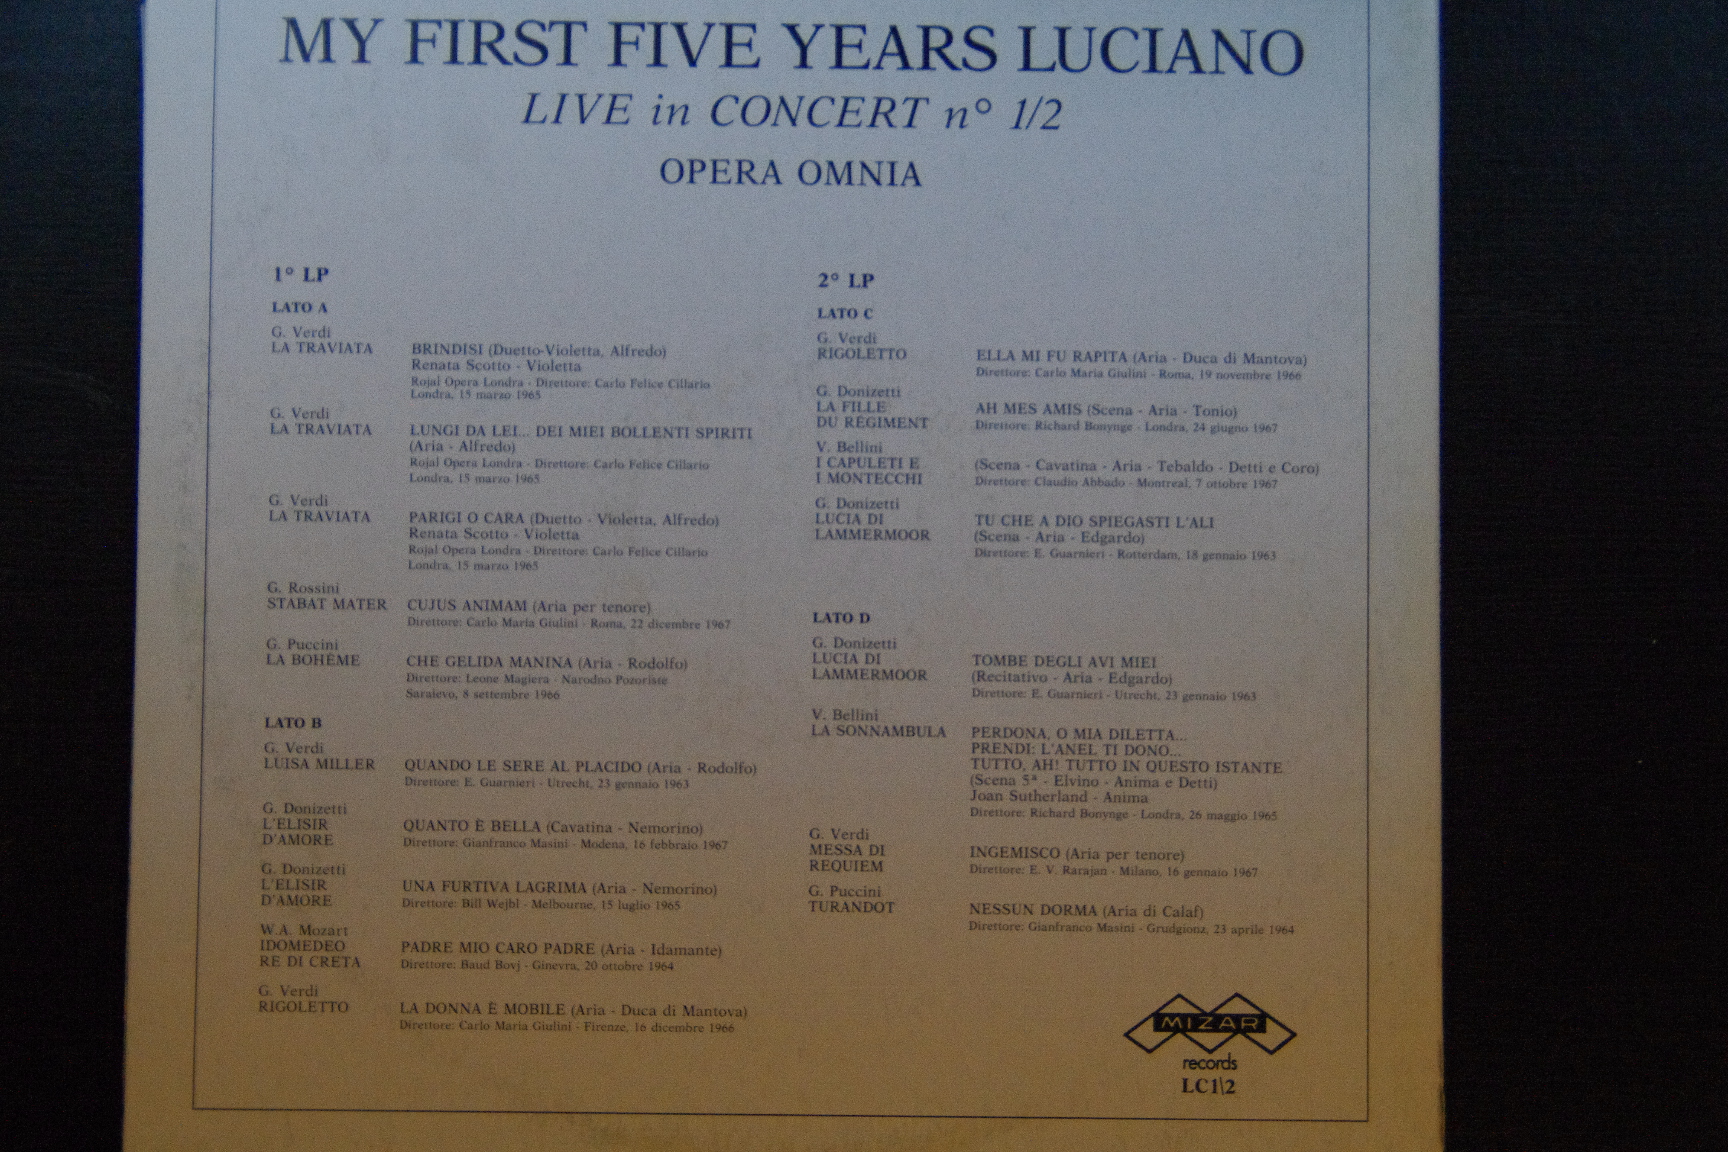 MY FIRST FIVE YEARS LUCIANO
LIVE in CONCERT n° 1/2
OPERA OMNIA
1° LP
LATO A
G. Verdi
LA TRAVIATA
BRINDISI (Duetto-Violetta, Alfredo)
Renata Scotto - Violetta
Rojal Opera Londra - Direttore: Carlo Felice Cillario
Londra, 15 marzo 1965
G. Verdi
LA TRAVIATA
LUNGI DA LEI... DEI MIEI BOLLENTI SPIRITI
(Aria - Alfredo)
Rojal Opera Londra - Direttore: Carlo Felice Cillario
Londra, 15 marzo 1965
G. Verdi
LA TRAVIATA
PARIGI O CARA (Duetto - Violetta, Alfredo)
Renata Scotto - Violetta
Rojal Opera Londra - Direttore: Carlo Felice Cillario
Londra, 15 marzo 1965
G. Rossini
STABAT MATER
CUJUS ANIMAM (Aria per tenore)
Direttore: Carlo Maria Giulini - Roma, 22 dicembre 1967
G. Puccini
LA BOHÈME
CHE GELIDA MANINA (Aria - Rodolfo)
Direttore: Leone Magiera - Narodno Pozoriste
Sarajevo, 8 settembre 1966
LATO B
G. Verdi
LUISA MILLER
QUANDO LE SERE AL PLACIDO (Aria - Rodolfo)
Direttore: E. Guarnieri - Utrecht, 23 gennaio 1963
G. Donizetti
L'ELISIR
D'AMORE
QUANTO È BELLA (Cavatina - Nemorino)
Direttore: Gianfranco Masini - Modena, 16 febbraio 1967
G. Donizetti
L'ELISIR
D'AMORE
UNA FURTIVA LAGRIMA (Aria - Nemorino)
Direttore: Bill Wejbl - Melbourne, 15 luglio 1965
W.A. Mozart
IDOMEDEO
RE DI CRETA
PADRE MIO CARO PADRE (Aria - Idamante)
Direttore: Baud Bovj - Ginevra, 20 ottobre 1964
G. Verdi
RIGOLETTO
LA DONNA È MOBILE (Aria - Duca di Mantova)
Direttore: Carlo Maria Giulini - Firenze, 16 dicembre 1966
2° LP
LATO C
G. Verdi
RIGOLETTO
ELLA MI FU RAPITA (Aria - Duca di Mantova)
Direttore: Carlo Maria Giulini - Roma, 19 novembre 1966
G. Donizetti
LA FILLE
DU RÉGIMENT
AH MES AMIS (Scena - Aria - Tonio)
Direttore: Richard Bonynge - Londra, 24 giugno 1967
V. Bellini
I CAPULETI E
I MONTECCHI
(Scena - Cavatina - Aria - Tebaldo - Detti e Coro)
Direttore: Claudio Abbado - Montreal, 7 ottobre 1967
G. Donizetti
LUCIA DI
LAMMERMOOR
TU CHE A DIO SPIEGASTI L'ALI
(Scena - Aria - Edgardo)
Direttore: E. Guarnieri - Rotterdam, 18 gennaio 1963
LATO D
G. Donizetti
LUCIA DI
LAMMERMOOR
TOMBE DEGLI AVI MIEI
(Recitativo - Aria - Edgardo)
Direttore: E. Guarnieri - Utrecht, 23 gennaio 1963
V. Bellini
LA SONNAMBULA
PERDONA, O MIA DILETTA...
PRENDI: L'ANEL TI DONO...
TUTTO, AH! TUTTO IN QUESTO ISTANTE
(Scena 5ª - Elvino - Anima e Detti)
Joan Sutherland - Anima
Direttore: Richard Bonynge - Londra, 26 maggio 1965
G. Verdi
MESSA DI
REQUIEM
INGEMISCO (Aria per tenore)
Direttore: E. V. Rarajan - Milano, 16 gennaio 1967
G. Puccini
TURANDOT
NESSUN DORMA (Aria di Calaf)
Direttore: Gianfranco Masini - Grudgionz, 23 aprile 1964
MIZAR
records
LC1\2